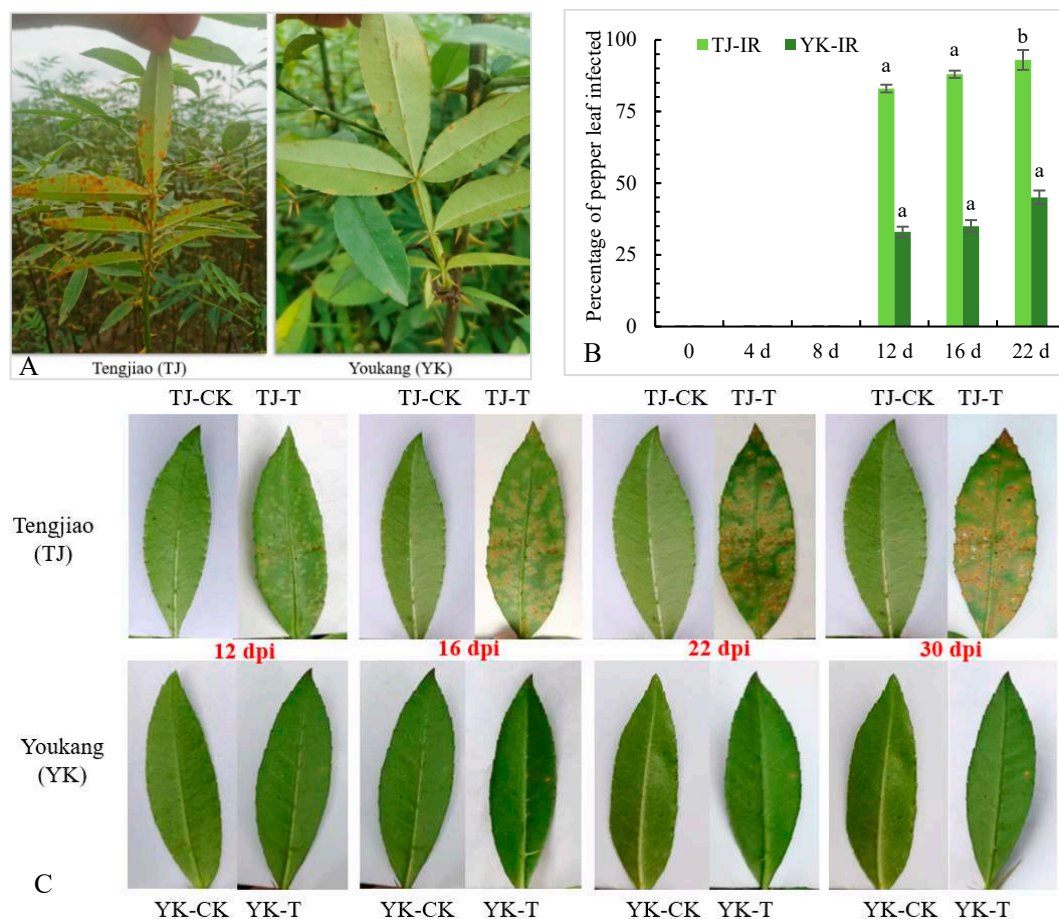 Tengjiao (TJ)
Youkang (YK)
A
100
75
50
25
0
Percentage of pepper leaf infected
TJ-IR
YK-IR
a
a
a
a
b
a
0
4 d
8 d
12 d
16 d
22 d
B
TJ-CK
TJ-T
TJ-CK
TJ-T
TJ-CK
TJ-T
TJ-CK
TJ-T
Tengjiao
(TJ)
12 dpi
16 dpi
22 dpi
30 dpi
Youkang
(YK)
C
YK-CK
YK-T
YK-CK
YK-T
YK-CK
YK-T
YK-CK
YK-T